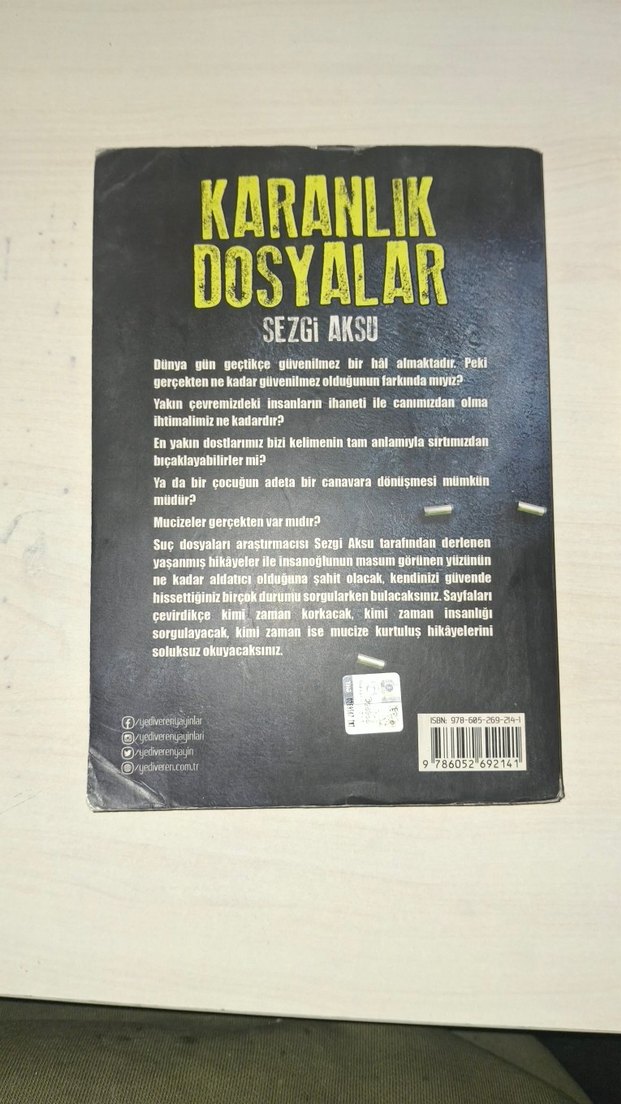 KARANLIK
DOSYALAR
SEZGİ AKSU
Dünya gün geçtikçe güvenilmez bir hâl almaktadır. Peki
gerçekten ne kadar güvenilmez olduğunun farkında mıyız?
Yakın çevremizdeki insanların ihaneti ile canımızdan olma
ihtimalimiz ne kadardır?
En yakın dostlarımız bizi kelimenin tam anlamıyla sırtımızdan
bıçaklayabilirler mi?
Ya da bir çocuğun adeta bir canavara dönüşmesi mümkün
müdür?
Mucizeler gerçekten var mıdır?
Suç dosyaları araştırmacısı Sezgi Aksu tarafından derlenen
yaşanmış hikâyeler ile insanoğlunun masum görünen yüzünün
ne kadar aldatıcı olduğuna şahit olacak, kendinizi güvende
hissettiğiniz birçok durumu sorgularken bulacaksınız. Sayfaları
çevirdikçe kimi zaman korkacak, kimi zaman insanlığı
sorgulayacak, kimi zaman ise mucize kurtuluş hikâyelerini
soluksuz okuyacaksınız.
/yediverenyayinlar
/yediverenyayinlari
/yediverenyayin
/yediveren.com.tr
ISBN: 978-605-269-214-1
9 786052 692141